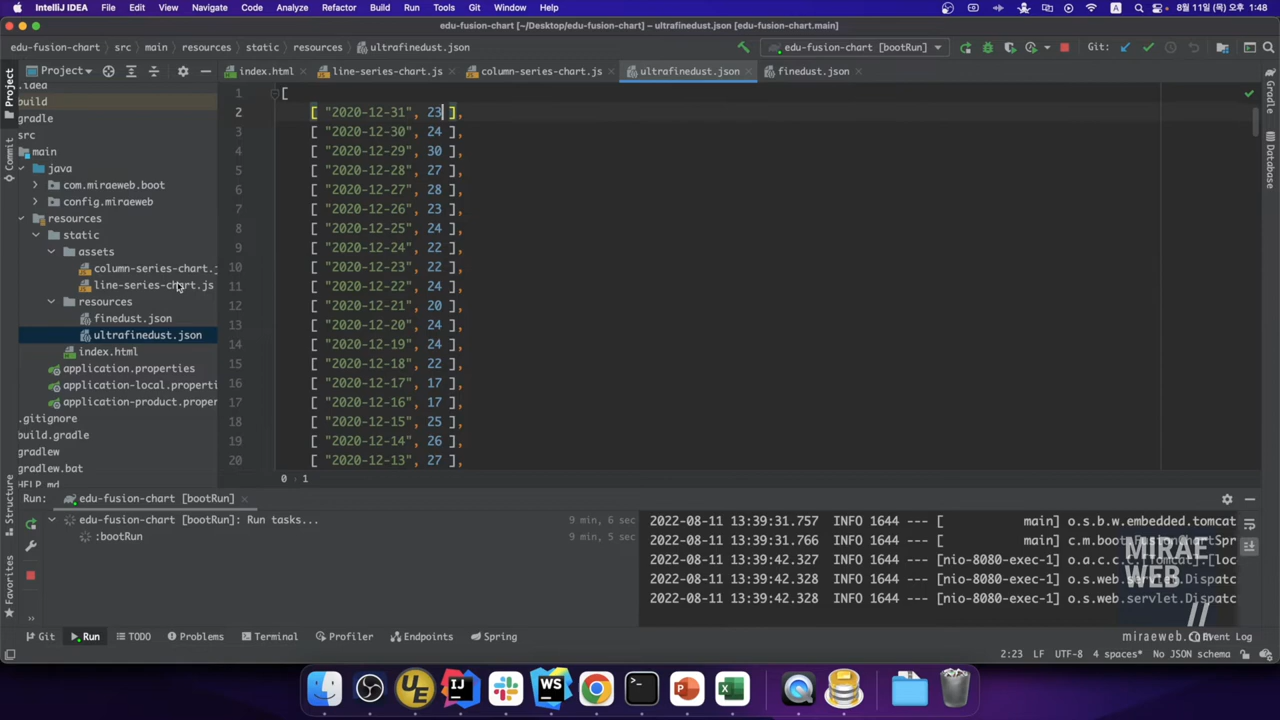 IntelliJ IDEA File Edit View Navigate Code Analyze Refactor Build Run Tools Git Window Help A 8월 11일 (목) 오후 1:48
edu-fusion-chart [~/Desktop/edu-fusion-chart] – ultrafinedust.json [edu-fusion-chart.main]
edu-fusion-chart src main resources static resources ultrafinedust.json edu-fusion-chart [bootRun] Git:
Project Project index.html line-series-chart.js column-series-chart.js ultrafinedust.json finedust.json
Commit
Structure
Favorites
Gradle
Database
.idea
build
gradle
src
main
java
com.miraeweb.boot
config.miraeweb
resources
static
assets
column-series-chart.j
line-series-chart.js
resources
finedust.json
ultrafinedust.json
index.html
application.properties
application-local.properti
application-product.proper
.gitignore
build.gradle
gradlew
gradlew.bat
HELP.md
1 [
2 [ "2020-12-31", 23 ],
3 [ "2020-12-30", 24 ],
4 [ "2020-12-29", 30 ],
5 [ "2020-12-28", 27 ],
6 [ "2020-12-27", 28 ],
7 [ "2020-12-26", 23 ],
8 [ "2020-12-25", 24 ],
9 [ "2020-12-24", 22 ],
10 [ "2020-12-23", 22 ],
11 [ "2020-12-22", 24 ],
12 [ "2020-12-21", 20 ],
13 [ "2020-12-20", 24 ],
14 [ "2020-12-19", 24 ],
15 [ "2020-12-18", 22 ],
16 [ "2020-12-17", 17 ],
17 [ "2020-12-16", 17 ],
18 [ "2020-12-15", 25 ],
19 [ "2020-12-14", 26 ],
20 [ "2020-12-13", 27 ],
0 1
Run: edu-fusion-chart [bootRun]
edu-fusion-chart [bootRun]: Run tasks... 9 min, 6 sec
:bootRun 9 min, 5 sec
2022-08-11 13:39:31.757 INFO 1644 --- [ main] o.s.b.w.embedded.tomcat
2022-08-11 13:39:31.766 INFO 1644 --- [ main]
2022-08-11 13:39:42.327 INFO 1644 --- [nio-8080-exec-1]
2022-08-11 13:39:42.328 INFO 1644 --- [nio-8080-exec-1]
2022-08-11 13:39:42.328 INFO 1644 --- [nio-8080-exec-1] o.s.web.servlet.Dispatc
MIRAE
WEB
//
Git Run TODO Problems Terminal Profiler Endpoints Spring Event Log
2:23 LF UTF-8 4 spaces* No JSON schema
UE IJ WS >_ P X